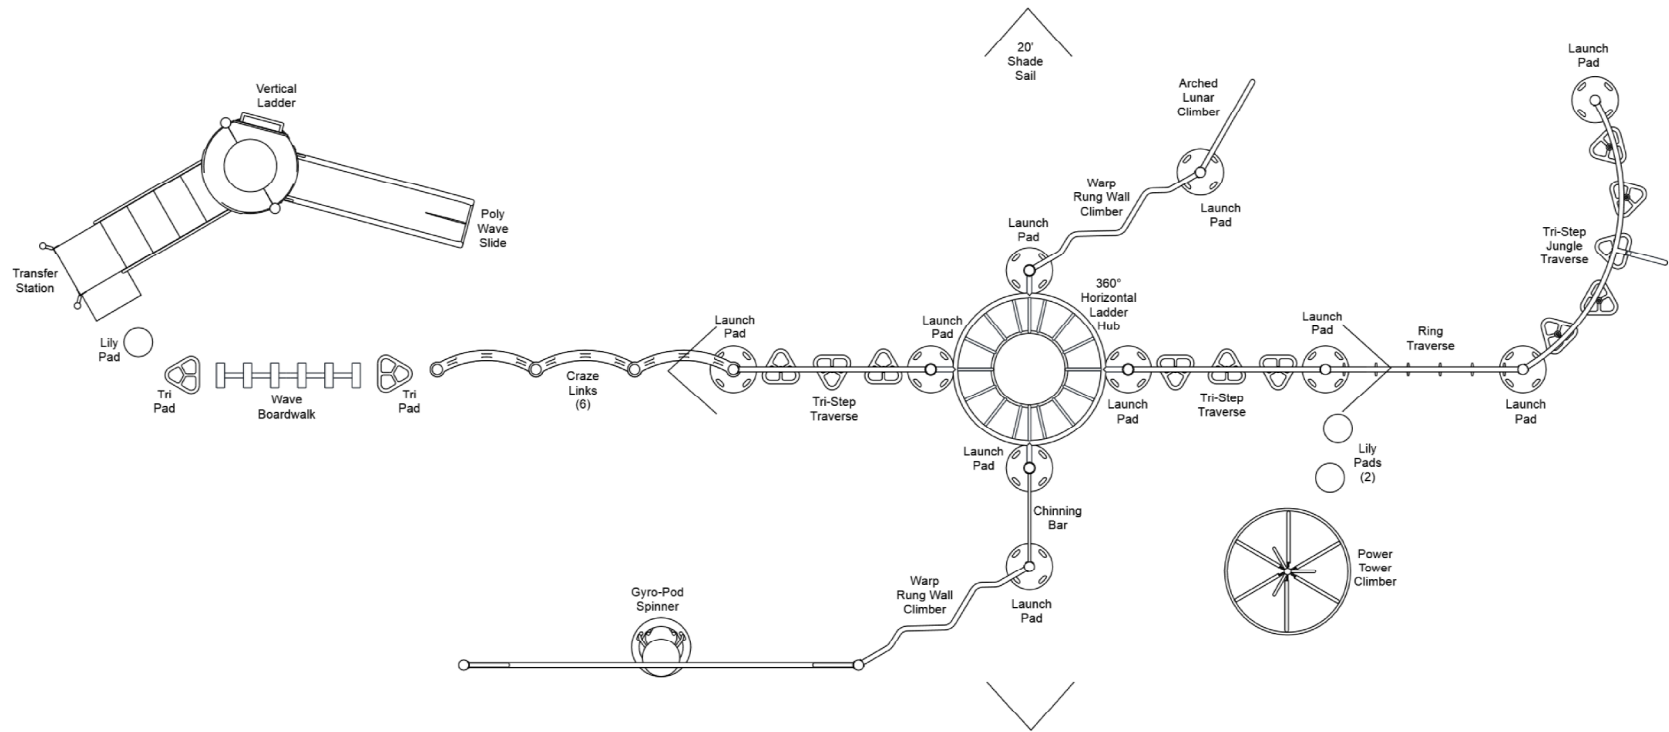 20'
Shade
Sail
Launch
Pad
Vertical
Ladder
Arched
Lunar
Climber
Warp
Rung Wall
Climber
Launch
Pad
Launch
Pad
Poly
Wave
Slide
Tri-Step
Jungle
Traverse
Transfer
Station
360°
Horizontal
Ladder
Hub
Launch
Pad
Launch
Pad
Launch
Pad
Ring
Traverse
Lily
Pad
Tri
Pad
Wave
Boardwalk
Tri
Pad
Craze
Links
(6)
Tri-Step
Traverse
Launch
Pad
Tri-Step
Traverse
Launch
Pad
Launch
Pad
Lily
Pads
(2)
Chinning
Bar
Power
Tower
Climber
Warp
Rung Wall
Climber
Gyro-Pod
Spinner
Launch
Pad